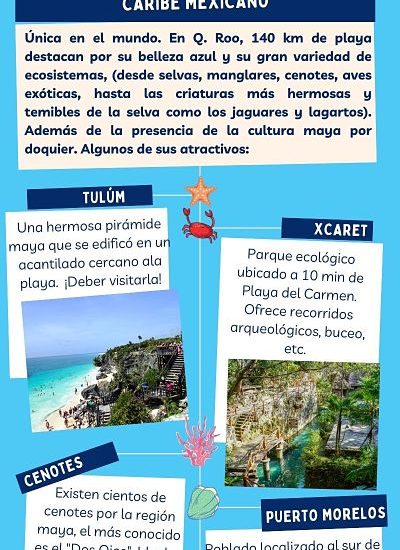 CARIBE MEXICANO
Única en el mundo. En Q. Roo, 140 km de playa
destacan por su belleza azul y su gran variedad de
ecosistemas, (desde selvas, manglares, cenotes, aves
exóticas, hasta las criaturas más hermosas y
temibles de la selva como los jaguares y lagartos).
Además de la presencia de la cultura maya por
doquier. Algunos de sus atractivos:
TULÚM
Una hermosa pirámide
maya que se edificó en un
acantilado cercano ala
playa. ¡Deber visitarla!
XCARET
Parque ecológico
ubicado a 10 min de
Playa del Carmen.
Ofrece recorridos
arqueológicos, buceo,
etc.
CENOTES
Existen cientos de
cenotes por la región
maya, el más conocido
es el "Dos Ojos".
PUERTO MORELOS
Poblado localizado al sur de